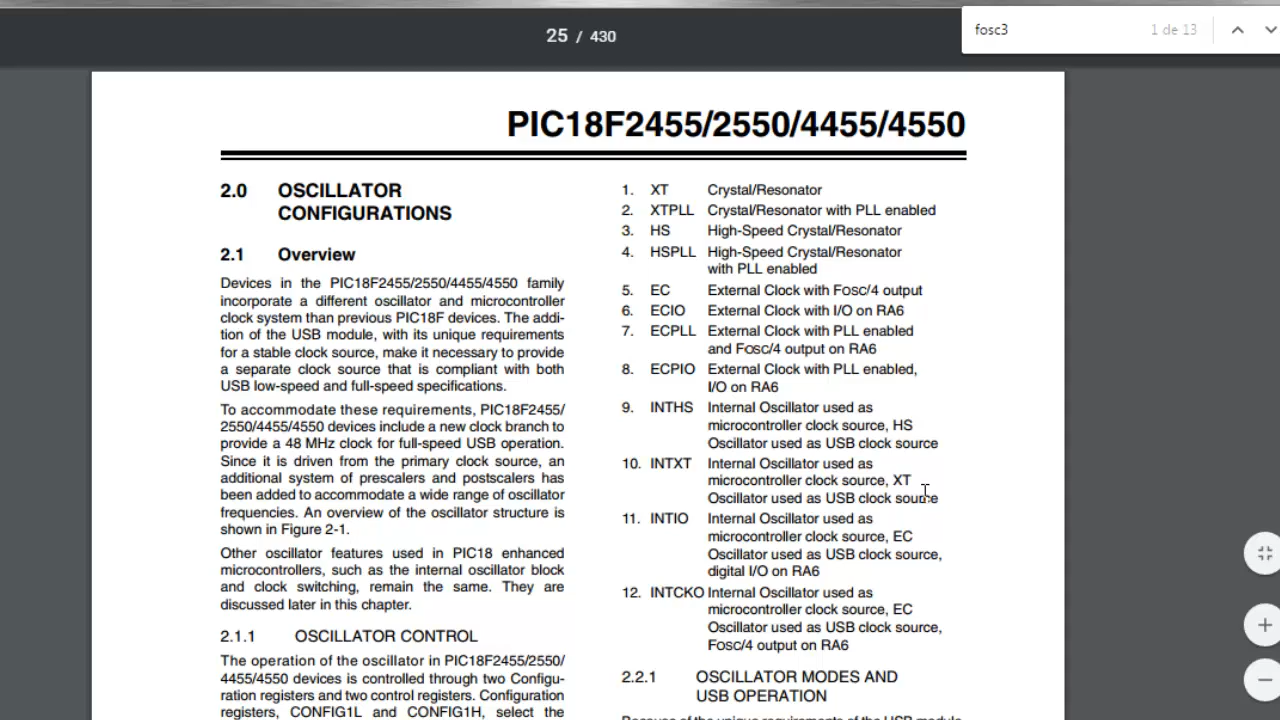 25 / 430
fosc3
1 de 13
PIC18F2455/2550/4455/4550
2.0 OSCILLATOR
CONFIGURATIONS
2.1 Overview
Devices in the PIC18F2455/2550/4455/4550 family
incorporate a different oscillator and microcontroller
clock system than previous PIC18F devices. The addi-
tion of the USB module, with its unique requirements
for a stable clock source, make it necessary to provide
a separate clock source that is compliant with both
USB low-speed and full-speed specifications.
To accommodate these requirements, PIC18F2455/
2550/4455/4550 devices include a new clock branch to
provide a 48 MHz clock for full-speed USB operation.
Since it is driven from the primary clock source, an
additional system of prescalers and postscalers has
been added to accommodate a wide range of oscillator
frequencies. An overview of the oscillator structure is
shown in Figure 2-1.
Other oscillator features used in PIC18 enhanced
microcontrollers, such as the internal oscillator block
and clock switching, remain the same. They are
discussed later in this chapter.
2.1.1 OSCILLATOR CONTROL
The operation of the oscillator in PIC18F2455/2550/
4455/4550 devices is controlled through two Configu-
ration registers and two control registers. Configuration
registers, CONFIG1L and CONFIG1H, select the
1. XT Crystal/Resonator
2. XTPLL Crystal/Resonator with PLL enabled
3. HS High-Speed Crystal/Resonator
4. HSPLL High-Speed Crystal/Resonator
with PLL enabled
5. EC External Clock with FOSC/4 output
6. ECIO External Clock with I/O on RA6
7. ECPLL External Clock with PLL enabled
and FOSC/4 output on RA6
8. ECPIO External Clock with PLL enabled,
I/O on RA6
9. INTHS Internal Oscillator used as
microcontroller clock source, HS
Oscillator used as USB clock source
10. INTXT Internal Oscillator used as
microcontroller clock source, XT
Oscillator used as USB clock source
11. INTIO Internal Oscillator used as
microcontroller clock source, EC
Oscillator used as USB clock source,
digital I/O on RA6
12. INTCKO Internal Oscillator used as
microcontroller clock source, EC
Oscillator used as USB clock source,
FOSC/4 output on RA6
2.2.1 OSCILLATOR MODES AND
USB OPERATION
Because of the unique requirements of the USB module